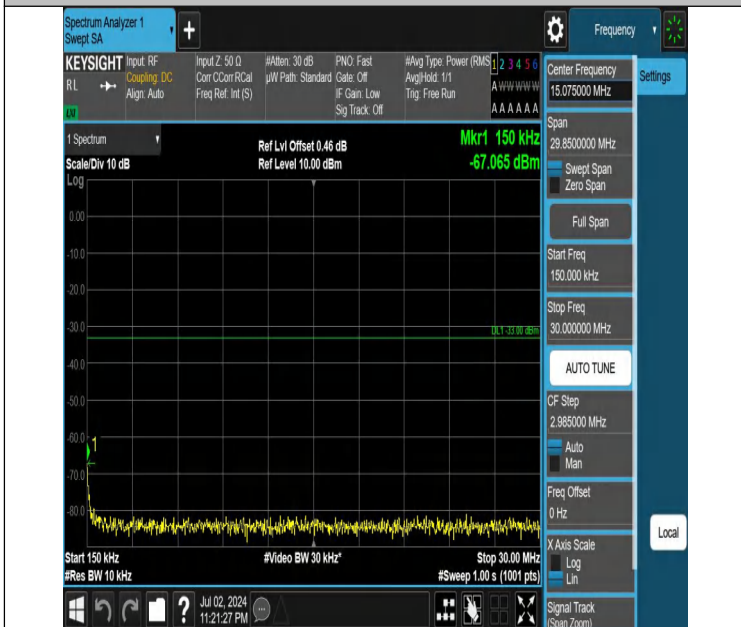 Spectrum Analyzer 1
Swept SA
+
Frequency
KEYSIGHT
RL
LXI
Input: RF
Coupling: DC
Align: Auto
Input Z: 50 Ω
Corr CCorr RCal
Freq Ref: Int (S)
#Atten: 30 dB
µW Path: Standard
PNO: Fast
Gate: Off
IF Gain: Low
Sig Track: Off
#Avg Type: Power (RMS
Avg|Hold: 1/1
Trig: Free Run
1 2 3 4 5 6
A W W W W W
A A A A A A
1 Spectrum
Scale/Div 10 dB
Log
Ref Lvl Offset 0.46 dB
Ref Level 10.00 dBm
Mkr1 150 kHz
-67.065 dBm
0.00
-10.0
-20.0
-30.0
-40.0
-50.0
-60.0
-70.0
-80.0
DL1 -33.00 dBm
1
Start 150 kHz
#Res BW 10 kHz
#Video BW 30 kHz*
Stop 30.00 MHz
#Sweep 1.00 s (1001 pts)
?
Jul 02, 2024
11:21:27 PM
Center Frequency
15.075000 MHz
Settings
Span
29.8500000 MHz
Swept Span
Zero Span
Full Span
Start Freq
150.000 kHz
Stop Freq
30.000000 MHz
AUTO TUNE
CF Step
2.985000 MHz
Auto
Man
Freq Offset
0 Hz
Local
X Axis Scale
Log
Lin
Signal Track
(Span Zoom)